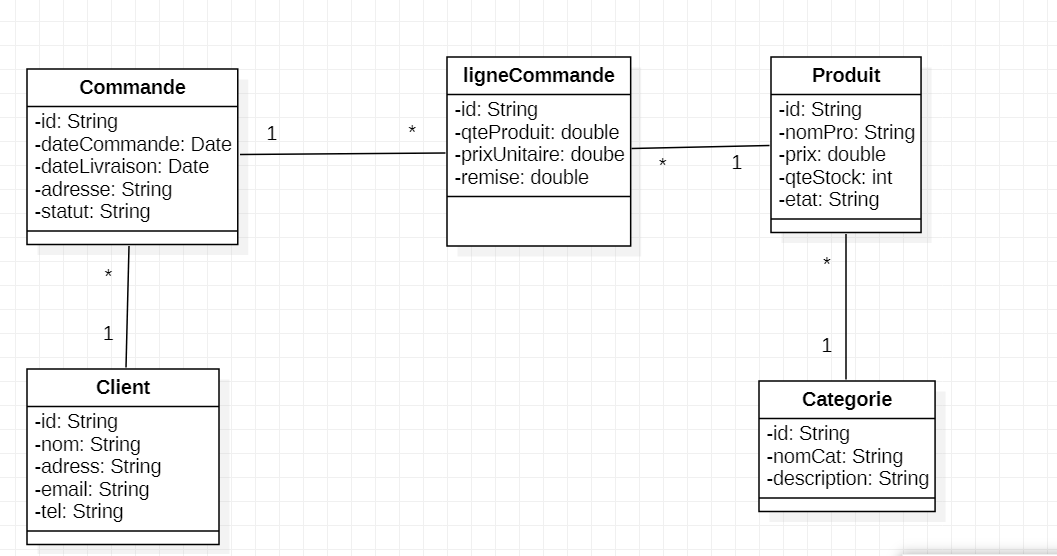 Commande
-id: String
-dateCommande: Date
-dateLivraison: Date
-adresse: String
-statut: String
1
*
ligneCommande
-id: String
-qteProduit: double
-prixUnitaire: doube
-remise: double
*
1
Produit
-id: String
-nomPro: String
-prix: double
-qteStock: int
-etat: String
*
1
Client
-id: String
-nom: String
-adress: String
-email: String
-tel: String
*
1
Categorie
-id: String
-nomCat: String
-description: String